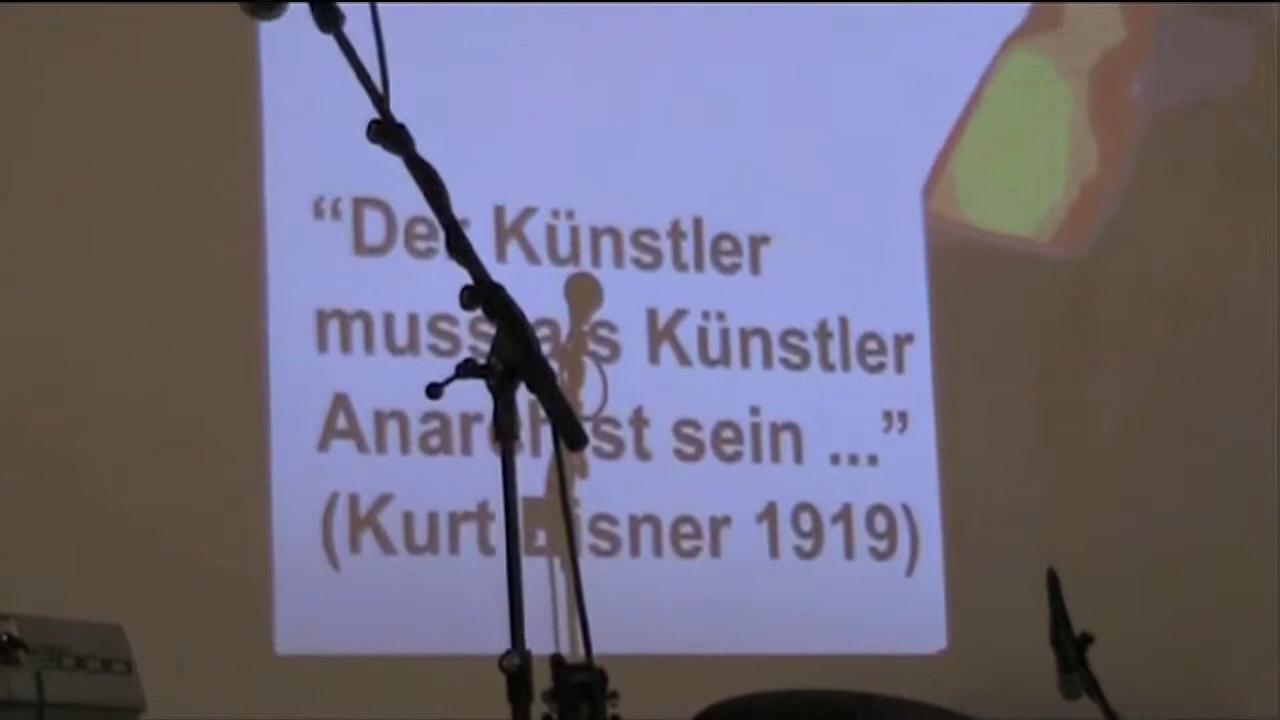 “Der Künstler
muss als Künstler
Anarchist sein ...”
(Kurt Eisner 1919)